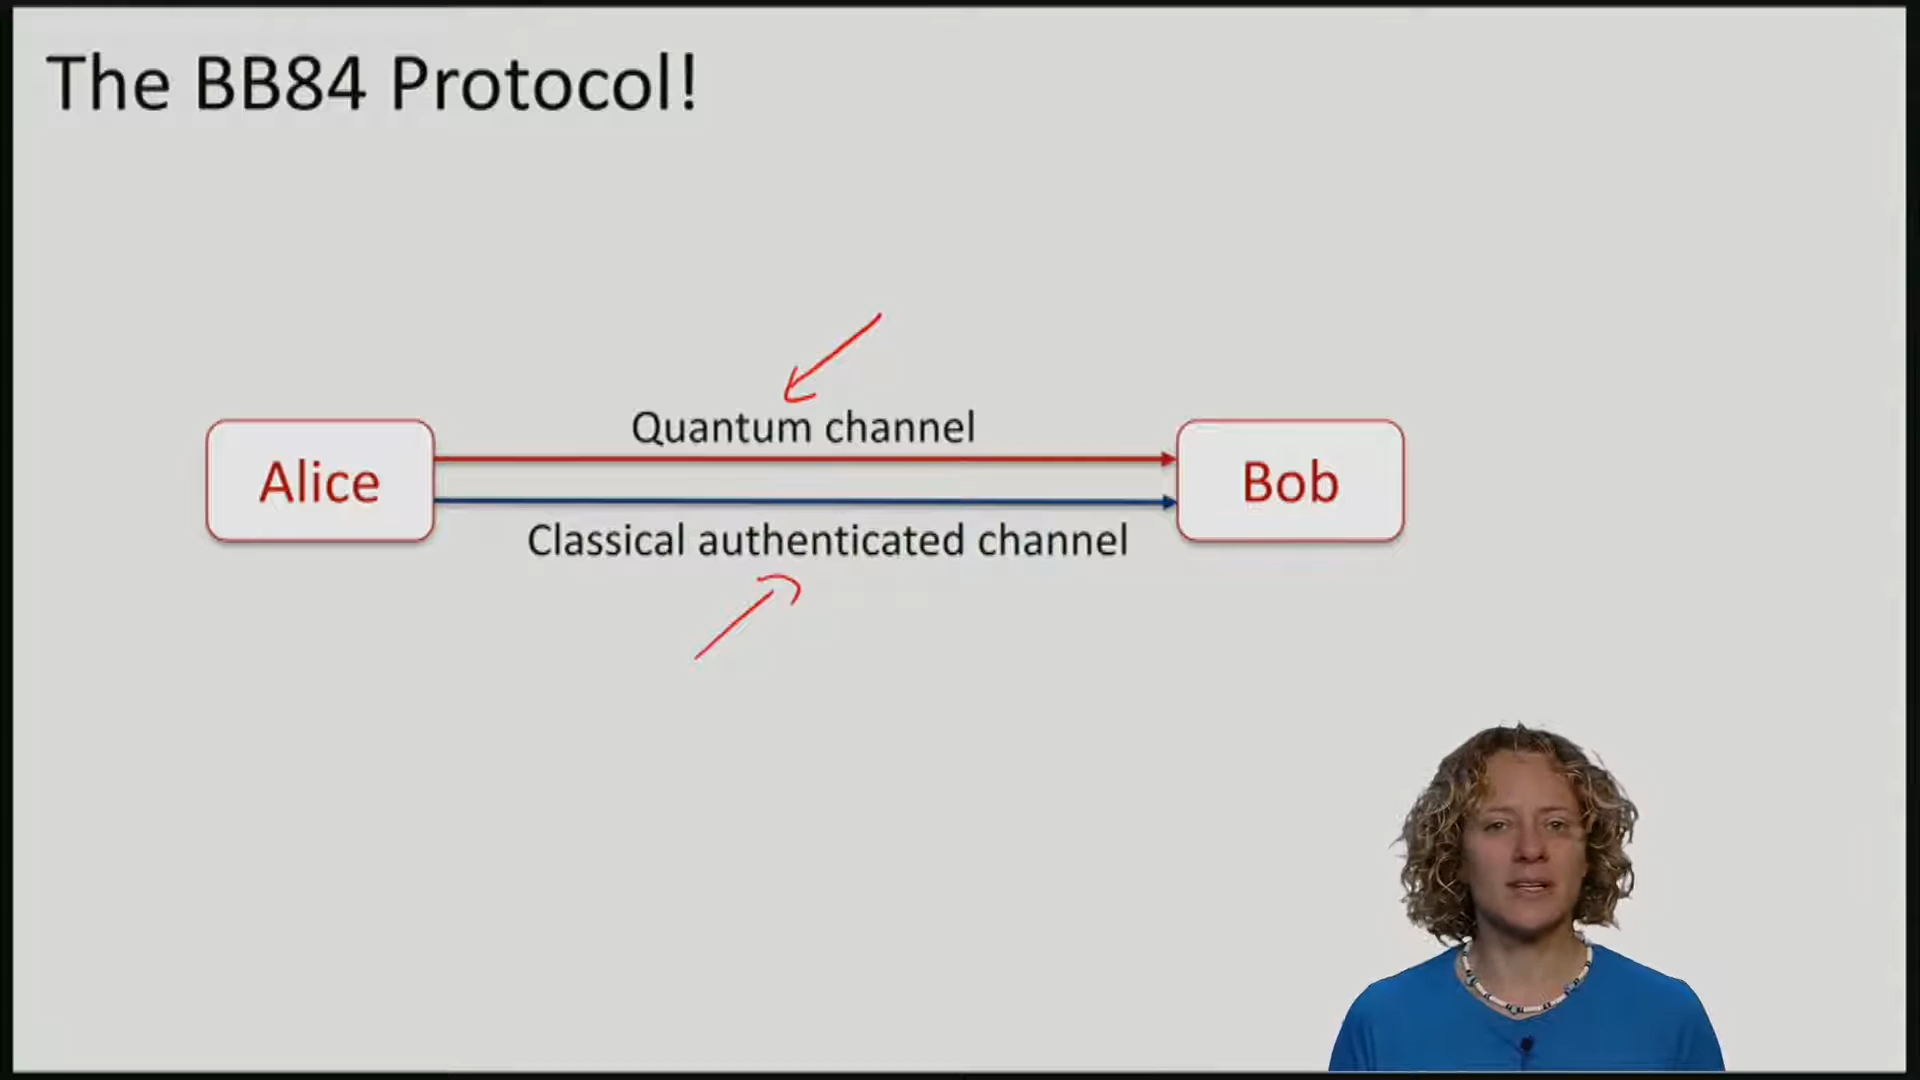 The BB84 Protocol!
Quantum channel
Alice
Bob
Classical authenticated channel